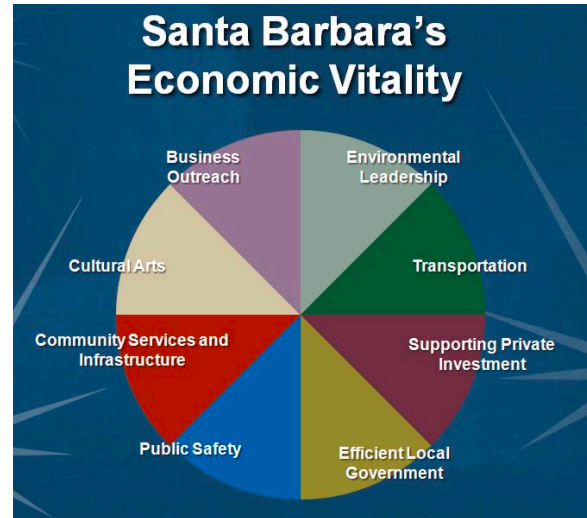 Santa Barbara's
Economic Vitality
Business
Outreach
Environmental
Leadership
Cultural Arts
Transportation
Community Services and
Infrastructure
Supporting Private
Investment
Public Safety
Efficient Local
Government